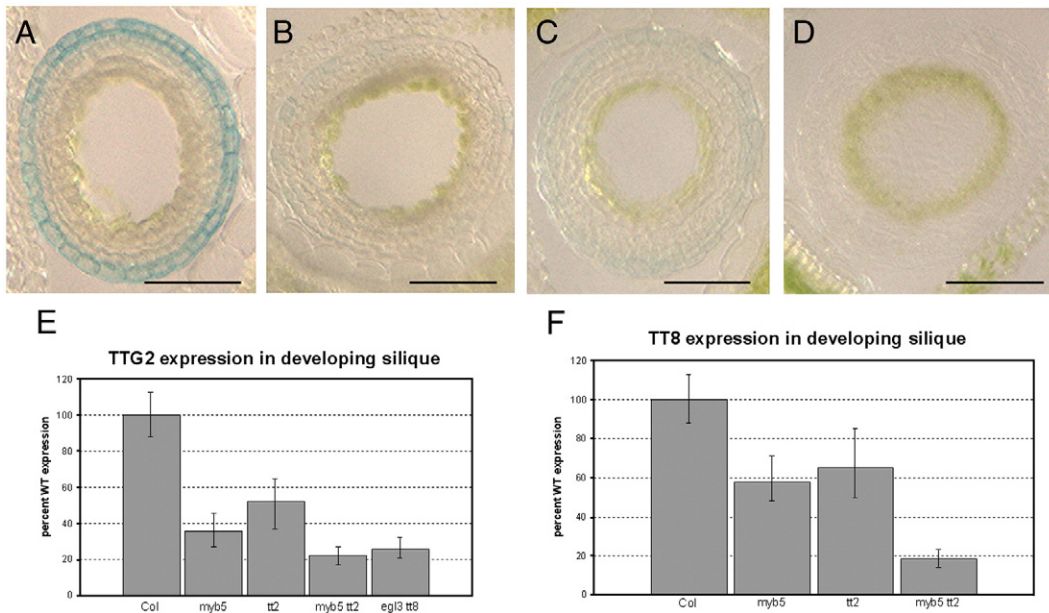 A
B
C
D
E
TTG2 expression in developing silique
percent WT expression
120
100
80
60
40
20
0
Col
myb5
tt2
myb5 tt2
egl3 tt8
F
TT8 expression in developing silique
percent WT expression
120
100
80
60
40
20
0
Col
myb5
tt2
myb5 tt2